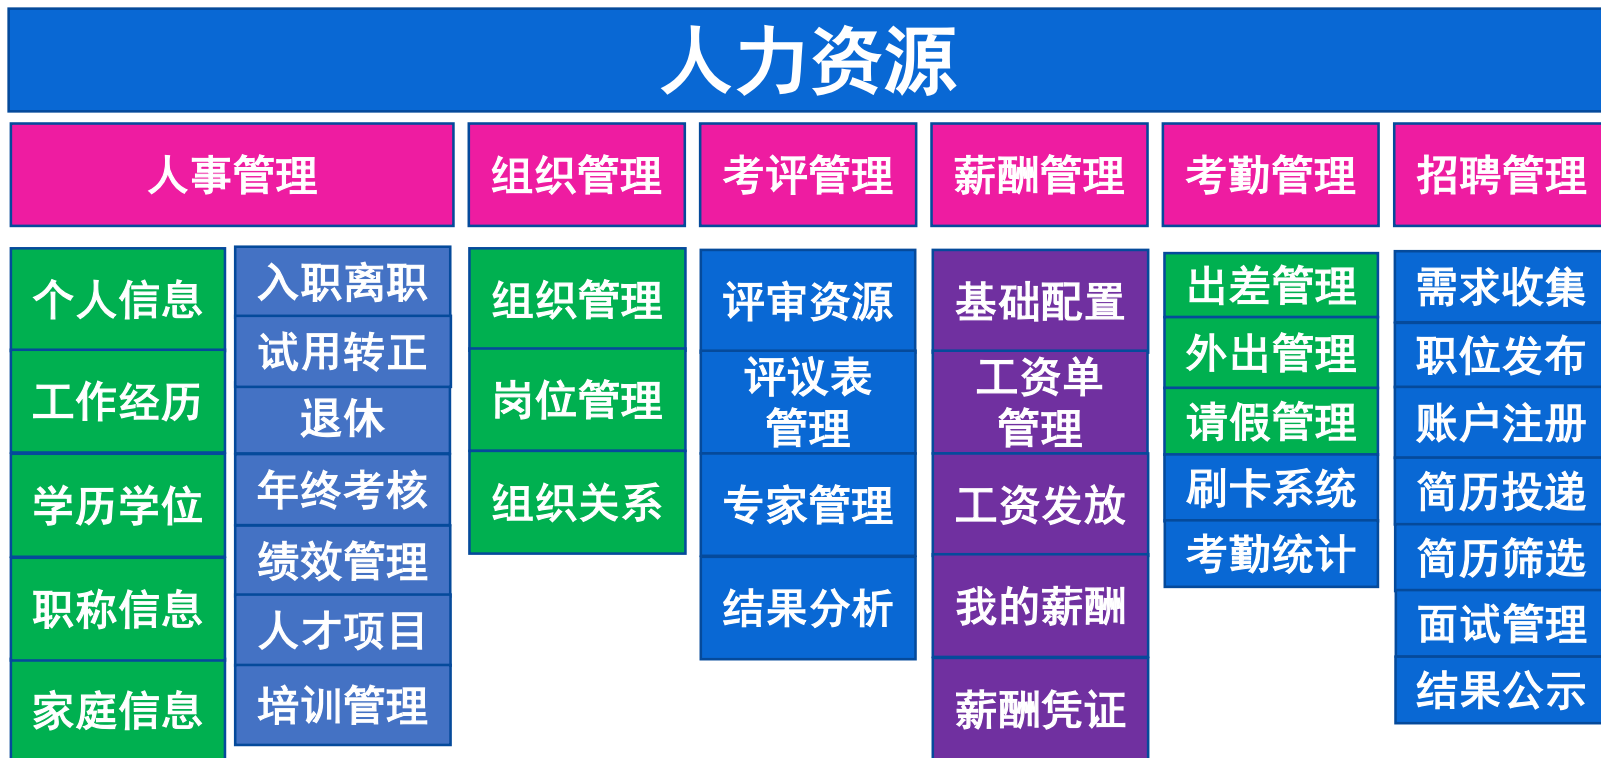 人力资源
人事管理
组织管理
考评管理
薪酬管理
考勤管理
招聘管理
个人信息
工作经历
学历学位
职称信息
家庭信息
入职离职
试用转正
退休
年终考核
绩效管理
人才项目
培训管理
组织管理
岗位管理
组织关系
评审资源
评议表
管理
专家管理
结果分析
基础配置
工资单
管理
工资发放
我的薪酬
薪酬凭证
出差管理
外出管理
请假管理
刷卡系统
考勤统计
需求收集
职位发布
账户注册
简历投递
简历筛选
面试管理
结果公示